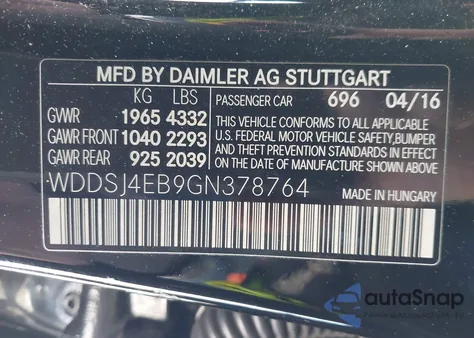 MFD BY DAIMLER AG STUTTGART
KG LBS
GVWR 1965 4332
GAWR FRONT 1040 2293
GAWR REAR 925 2039
PASSENGER CAR 696 04/16
THIS VEHICLE CONFORMS TO ALL APPLICABLE
U.S. FEDERAL MOTOR VEHICLE SAFETY, BUMPER
AND THEFT PREVENTION STANDARDS IN EFFECT
ON THE DATE OF MANUFACTURE SHOWN ABOVE.
MADE IN HUNGARY
WDDSJ4EB9GN378764
autoSnap